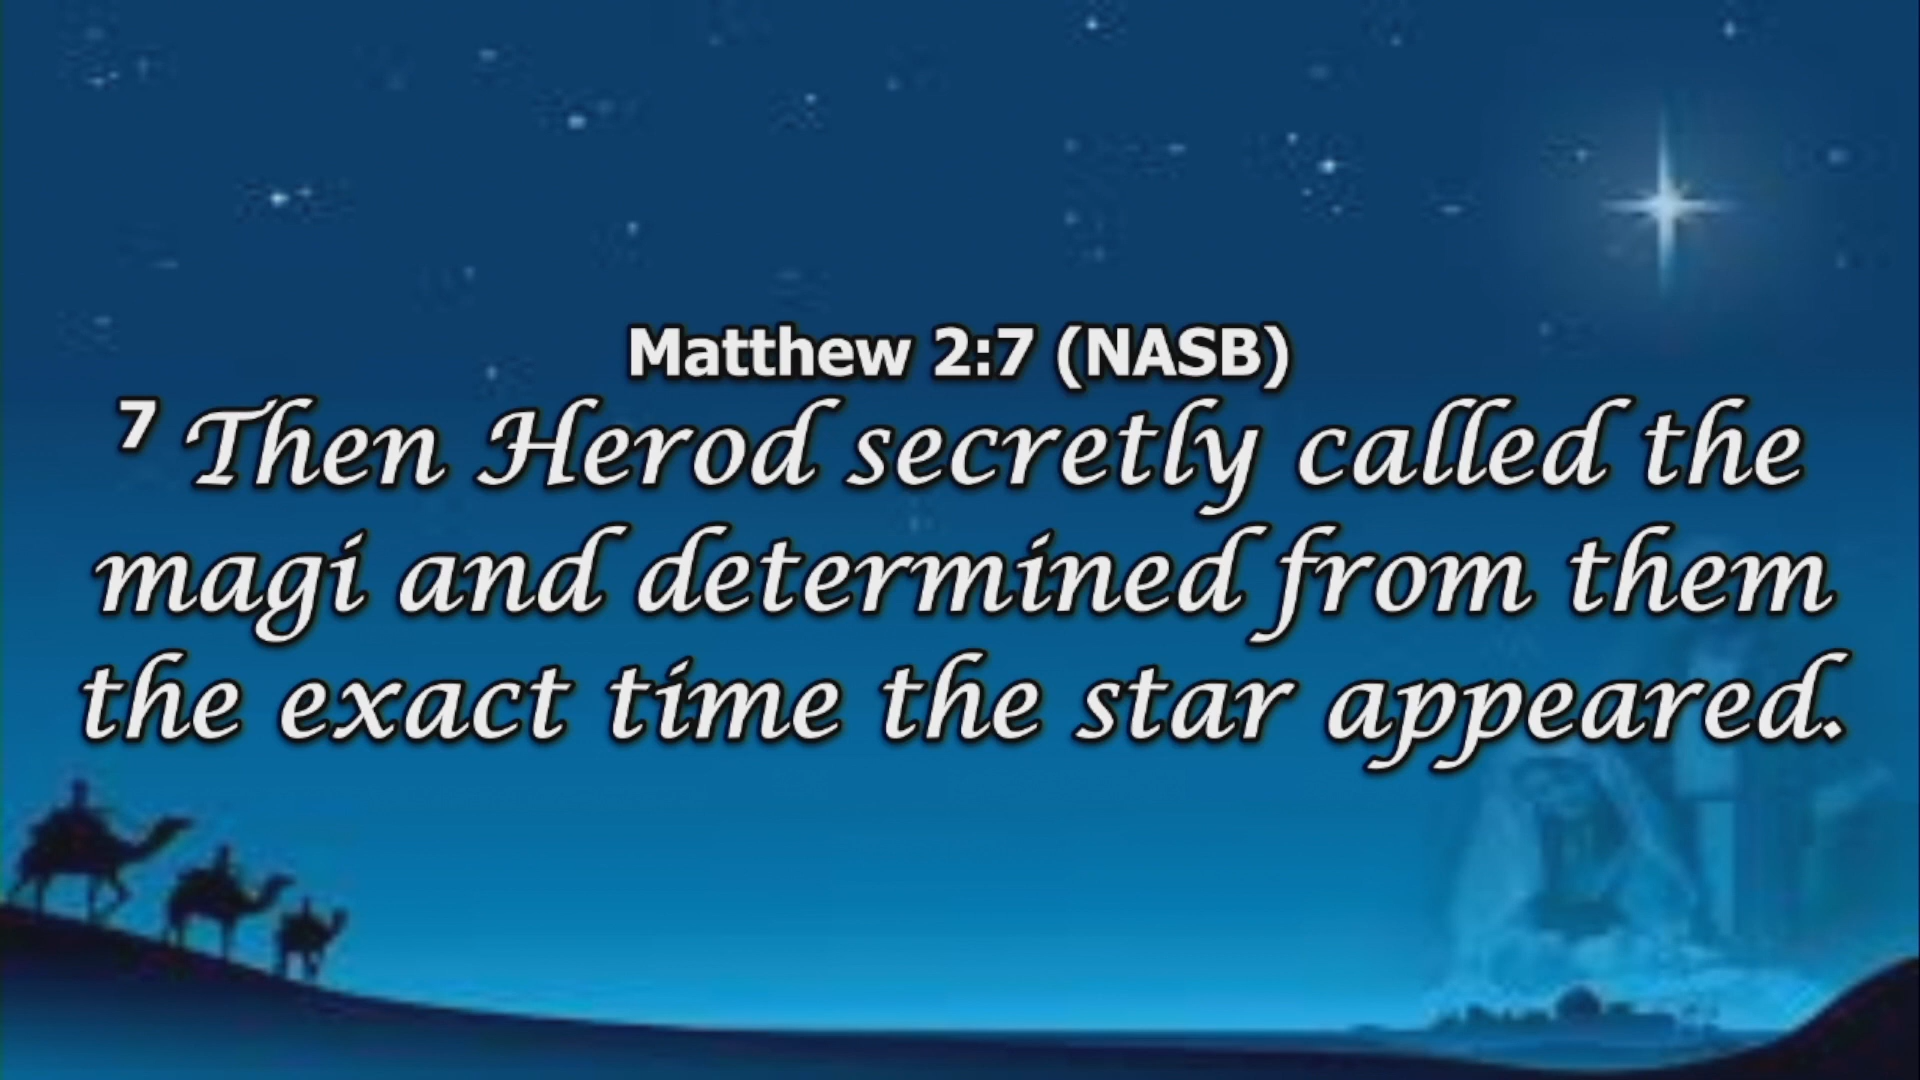 Matthew 2:7 (NASB)
7 Then Herod secretly called the
magi and determined from them
the exact time the star appeared.